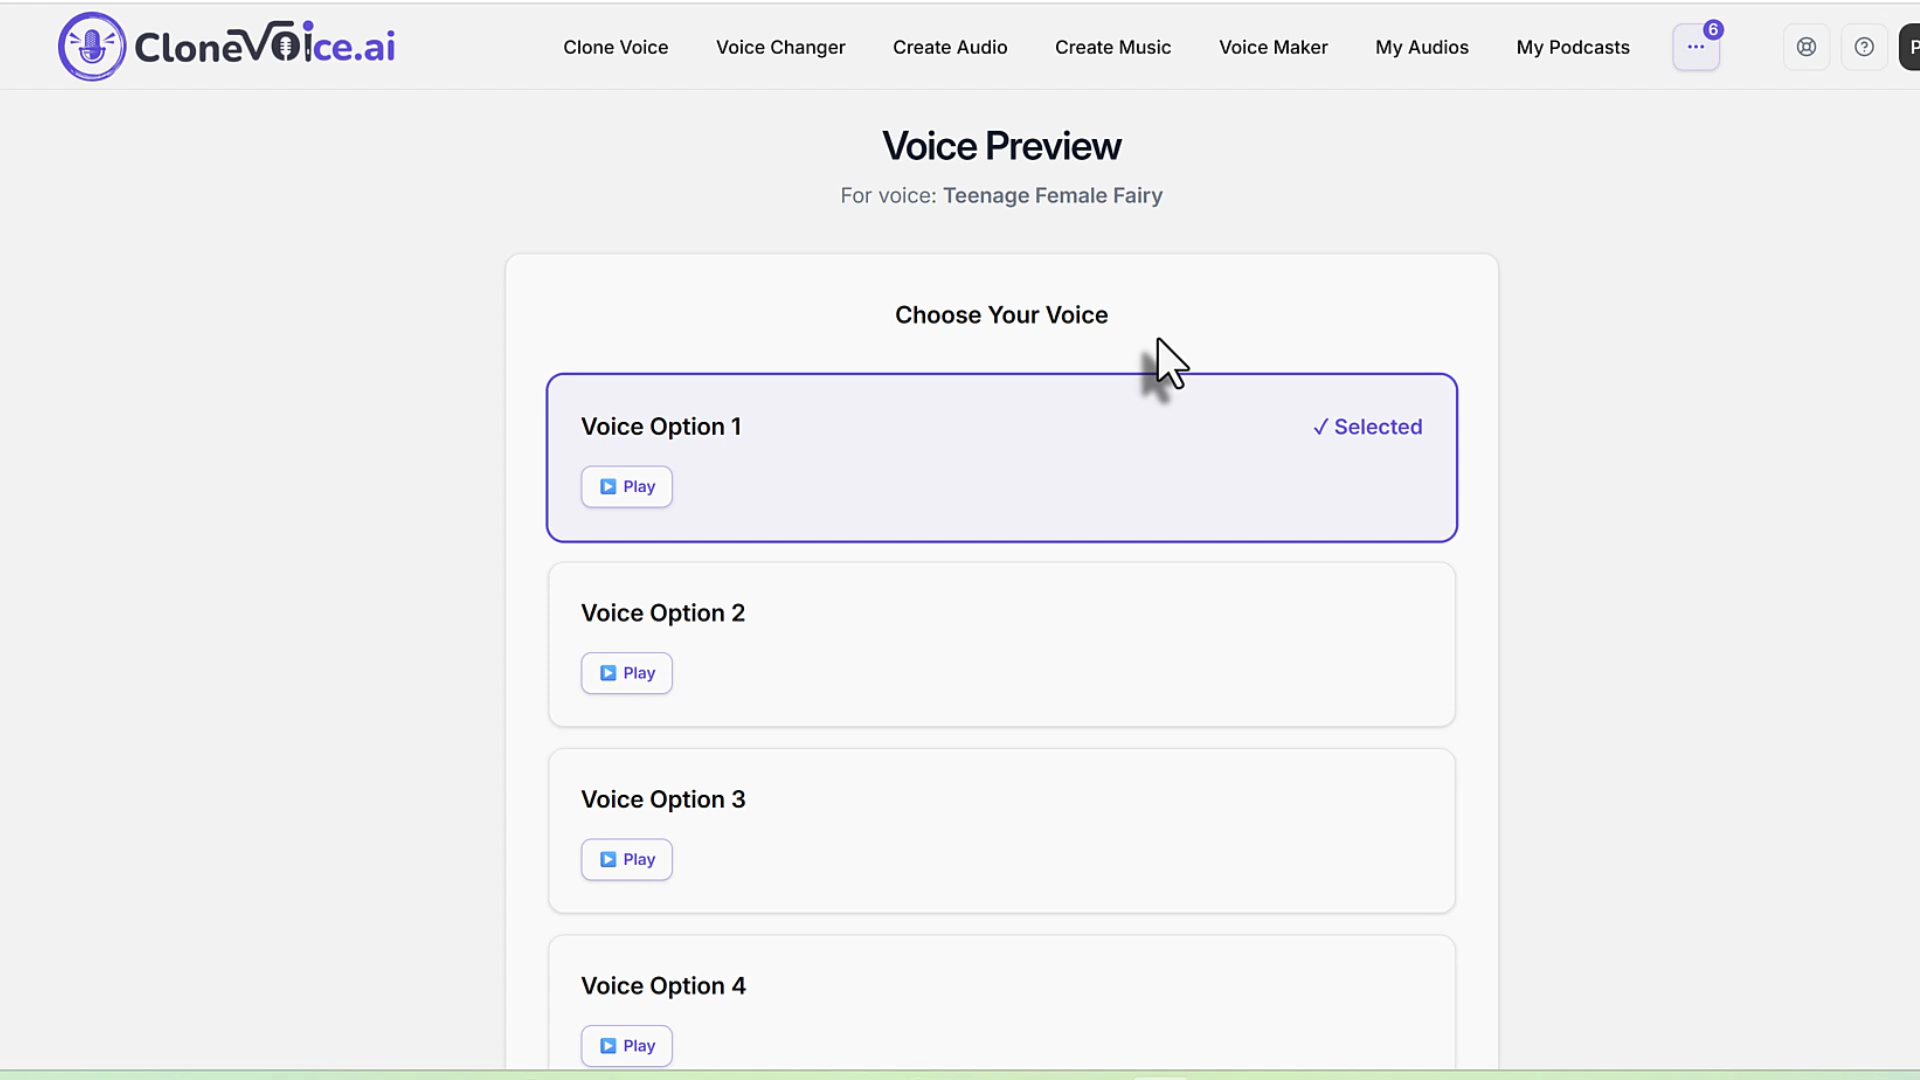 CloneVoice.ai
Clone Voice
Voice Changer
Create Audio
Create Music
Voice Maker
My Audios
My Podcasts
6
Voice Preview
For voice: Teenage Female Fairy
Choose Your Voice
Voice Option 1
✓ Selected
Play
Voice Option 2
Play
Voice Option 3
Play
Voice Option 4
Play